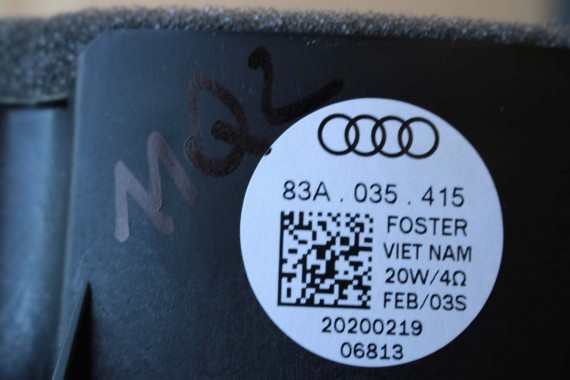 MQ2
83A . 035 . 415
FOSTER
VIET NAM
20W/4Ω
FEB/03S
20200219
06813